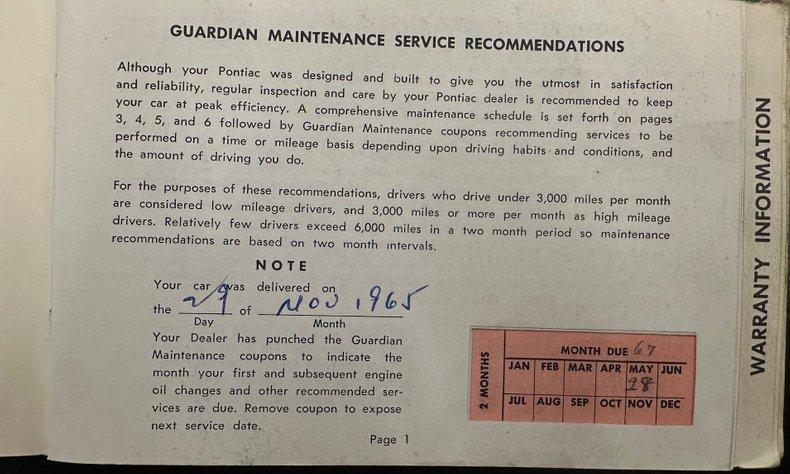 GUARDIAN MAINTENANCE SERVICE RECOMMENDATIONS
Although your Pontiac was designed and built to give you the utmost in satisfaction
and reliability, regular inspection and care by your Pontiac dealer is recommended to keep
your car at peak efficiency. A comprehensive maintenance schedule is set forth on pages
3, 4, 5, and 6 followed by Guardian Maintenance coupons recommending services to be
performed on a time or mileage basis depending upon driving habits and conditions, and
the amount of driving you do.
For the purposes of these recommendations, drivers who drive under 3,000 miles per month
are considered low mileage drivers, and 3,000 miles or more per month as high mileage
drivers. Relatively few drivers exceed 6,000 miles in a two month period so maintenance
recommendations are based on two month intervals.
NOTE
Your car was delivered on
the 29 of NOV 1965
Day Month
Your Dealer has punched the Guardian
Maintenance coupons to indicate the
month your first and subsequent engine
oil changes and other recommended ser-
vices are due. Remove coupon to expose
next service date.
Page 1
2 MONTHS
MONTH DUE 67
JAN FEB MAR APR MAY JUN
28
JUL AUG SEP OCT NOV DEC
WARRANTY INFORMATION